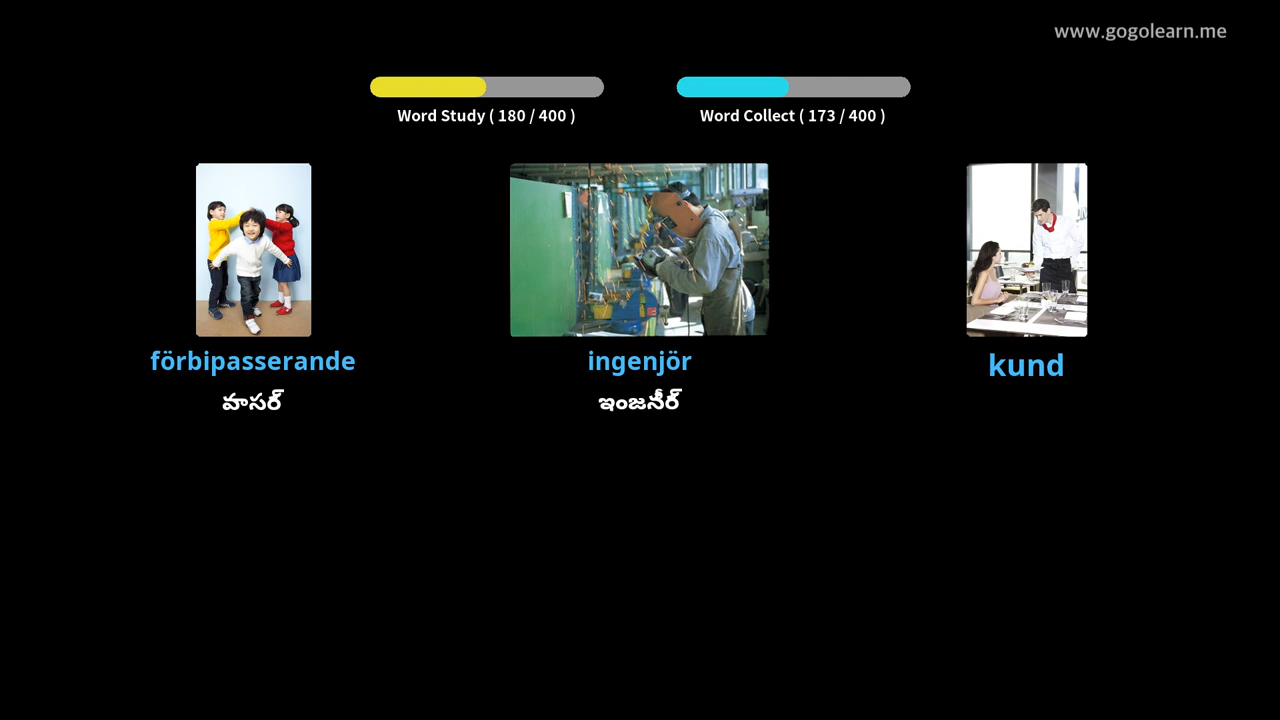 www.gogolearn.me
Word Study ( 180 / 400 )
Word Collect ( 173 / 400 )
förbipasserande
ingenjör
kund
వాసర్
ఇంజనీర్